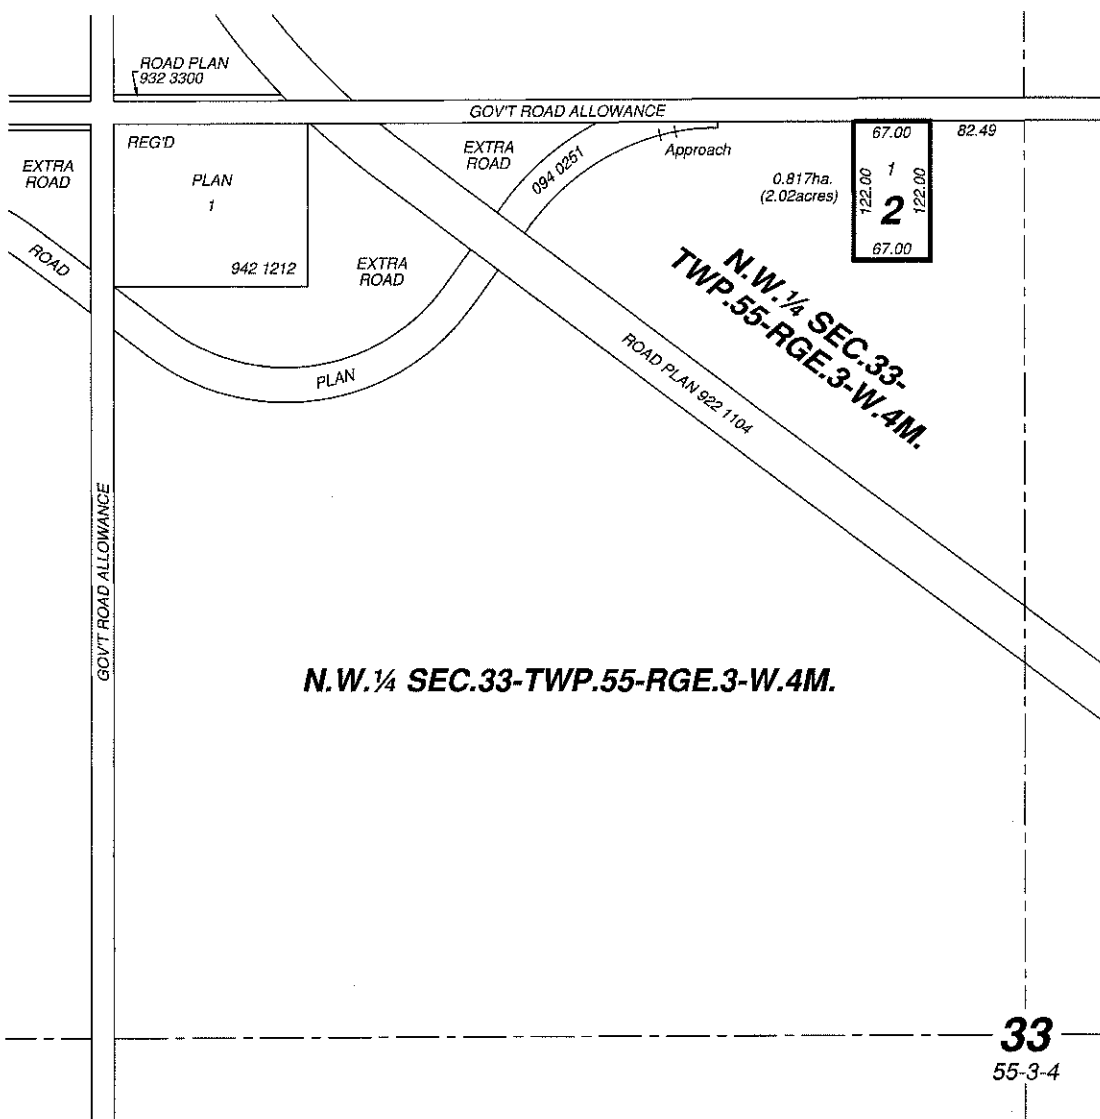 ROAD PLAN
932 3300
GOV'T ROAD ALLOWANCE
EXTRA
ROAD
REG'D
PLAN
1
942 1212
EXTRA
ROAD
094 0251
Approach
67.00
82.49
0.817ha.
(2.02acres)
122.00
1
2
122.00
67.00
ROAD
EXTRA
ROAD
PLAN
N.W.¼ SEC.33-
TWP.55-RGE.3-W.4M.
ROAD PLAN 922 1104
GOV'T ROAD ALLOWANCE
N.W.¼ SEC.33-TWP.55-RGE.3-W.4M.
33
55-3-4